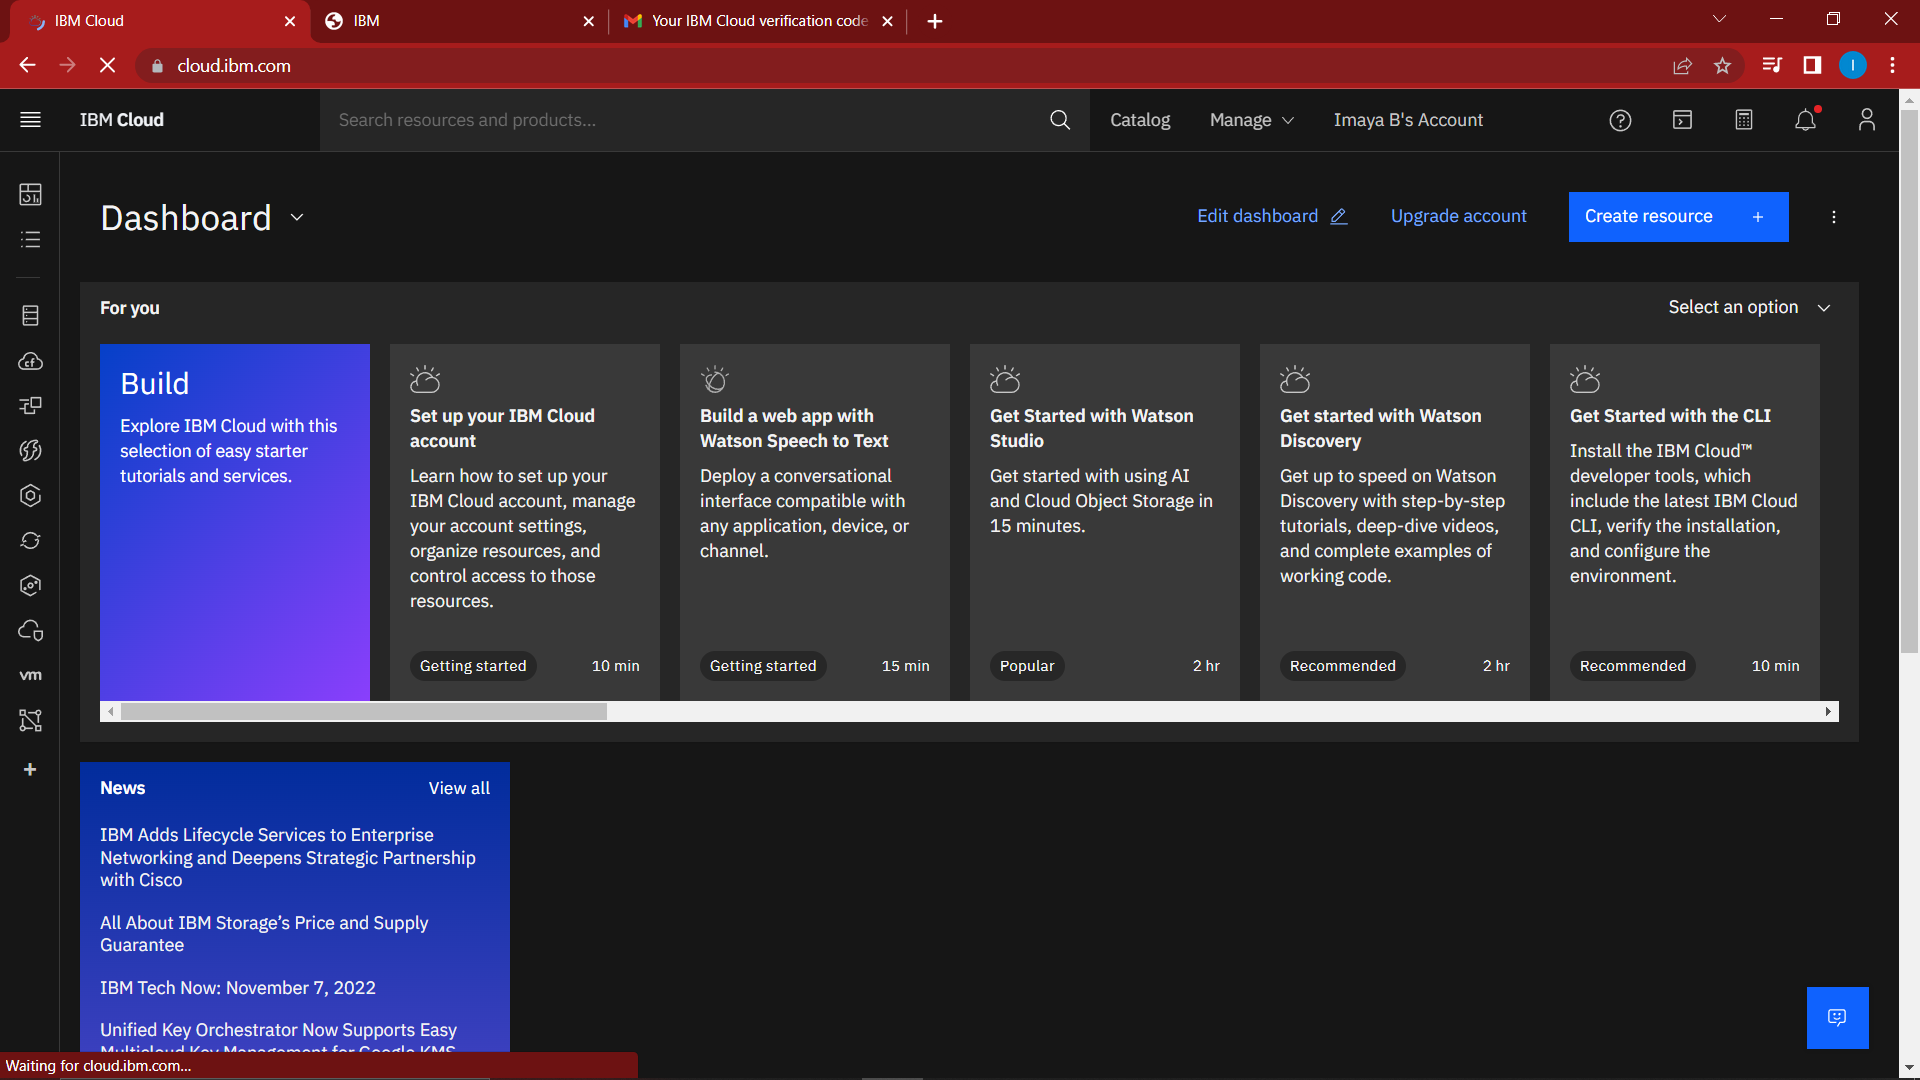 IBM Cloud
IBM
Your IBM Cloud verification code
cloud.ibm.com
I
IBM Cloud
Search resources and products...
Catalog
Manage
Imaya B's Account
Dashboard
Edit dashboard
Upgrade account
Create resource +
For you
Select an option
Build
Explore IBM Cloud with this
selection of easy starter
tutorials and services.
Set up your IBM Cloud
account
Learn how to set up your
IBM Cloud account, manage
your account settings,
organize resources, and
control access to those
resources.
Getting started
10 min
Build a web app with
Watson Speech to Text
Deploy a conversational
interface compatible with
any application, device, or
channel.
Getting started
15 min
Get Started with Watson
Studio
Get started with using AI
and Cloud Object Storage in
15 minutes.
Popular
2 hr
Get started with Watson
Discovery
Get up to speed on Watson
Discovery with step-by-step
tutorials, deep-dive videos,
and complete examples of
working code.
Recommended
2 hr
Get Started with the CLI
Install the IBM Cloud™
developer tools, which
include the latest IBM Cloud
CLI, verify the installation,
and configure the
environment.
Recommended
10 min
cf
vm
News
View all
IBM Adds Lifecycle Services to Enterprise
Networking and Deepens Strategic Partnership
with Cisco
All About IBM Storage’s Price and Supply
Guarantee
IBM Tech Now: November 7, 2022
Unified Key Orchestrator Now Supports Easy
Multicloud Key Management for Google KMS
Waiting for cloud.ibm.com...